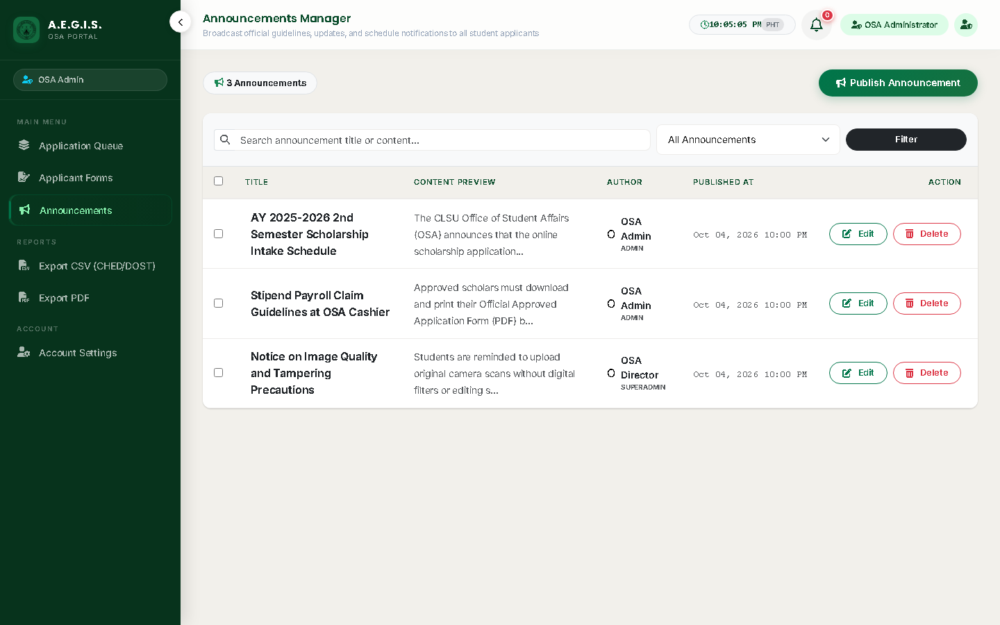 A.E.G.I.S.
OSA PORTAL
OSA Admin
MAIN MENU
Application Queue
Applicant Forms
Announcements
REPORTS
Export CSV (CHED/DOST)
Export PDF
ACCOUNT
Account Settings
Announcements Manager
Broadcast official guidelines, updates, and schedule notifications to all student applicants
10:05:05 PM PHT
0
OSA Administrator
3 Announcements
Publish Announcement
Search announcement title or content...
All Announcements
Filter
TITLE CONTENT PREVIEW AUTHOR PUBLISHED AT ACTION
AY 2025-2026 2nd
Semester Scholarship
Intake Schedule
The CLSU Office of Student Affairs
(OSA) announces that the online
scholarship application...
O
OSA
Admin
ADMIN
Oct 04, 2026 10:00 PM
Edit
Delete
Stipend Payroll Claim
Guidelines at OSA Cashier
Approved scholars must download
and print their Official Approved
Application Form (PDF) b...
O
OSA
Admin
ADMIN
Oct 04, 2026 10:00 PM
Edit
Delete
Notice on Image Quality
and Tampering
Precautions
Students are reminded to upload
original camera scans without digital
filters or editing s...
O
OSA
Director
SUPERADMIN
Oct 04, 2026 10:00 PM
Edit
Delete